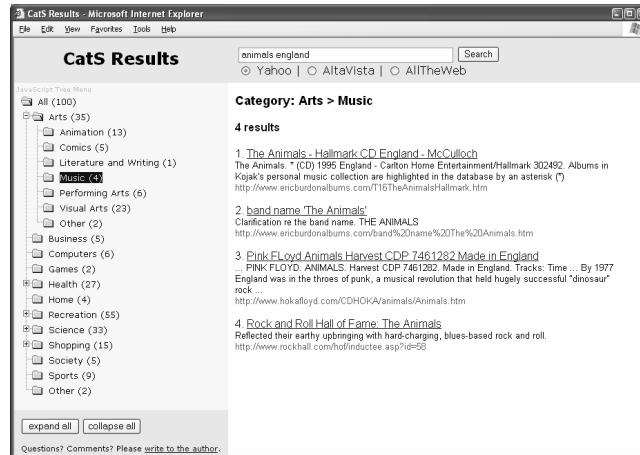 CatS Results - Microsoft Internet Explorer
File Edit View Favorites Tools Help
CatS Results
animals england
Search
Yahoo | AltaVista | AllTheWeb
JavaScript Tree Menu
All (100)
Arts (35)
Animation (13)
Comics (5)
Literature and Writing (1)
Music (4)
Performing Arts (6)
Visual Arts (23)
Other (2)
Business (5)
Computers (6)
Games (2)
Health (27)
Home (4)
Recreation (55)
Science (33)
Shopping (15)
Society (5)
Sports (9)
Other (2)
expand all collapse all
Questions? Comments? Please write to the author.
Category: Arts > Music
4 results
1. The Animals - Hallmark CD England - McCulloch
The Animals. * (CD) 1995 England - Carlton Home Entertainment/Hallmark 302492. Albums in
Kojak's personal music collection are highlighted in the database by an asterisk (*)
http://www.ericburdonalbums.com/T16TheAnimalsHallmark.htm
2. band name 'The Animals'
Clarification re the band name. THE ANIMALS
http://www.ericburdonalbums.com/band%20name%20The%20Animals.htm
3. Pink FLoyd Animals Harvest CDP 7461282 Made in England
... PINK FLOYD. ANIMALS. Harvest CDP 7461282. Made in England. Tracks: Time ... By 1977
England was in the throes of punk, a musical revolution that held hugely successful "dinosaur"
rock ...
http://www.hokafloyd.com/CDHOKA/animals/Animals.htm
4. Rock and Roll Hall of Fame: The Animals
Reflected their earthy upbringing with hard-charging, blues-based rock and roll.
http://www.rockhall.com/hof/inductee.asp?id=58